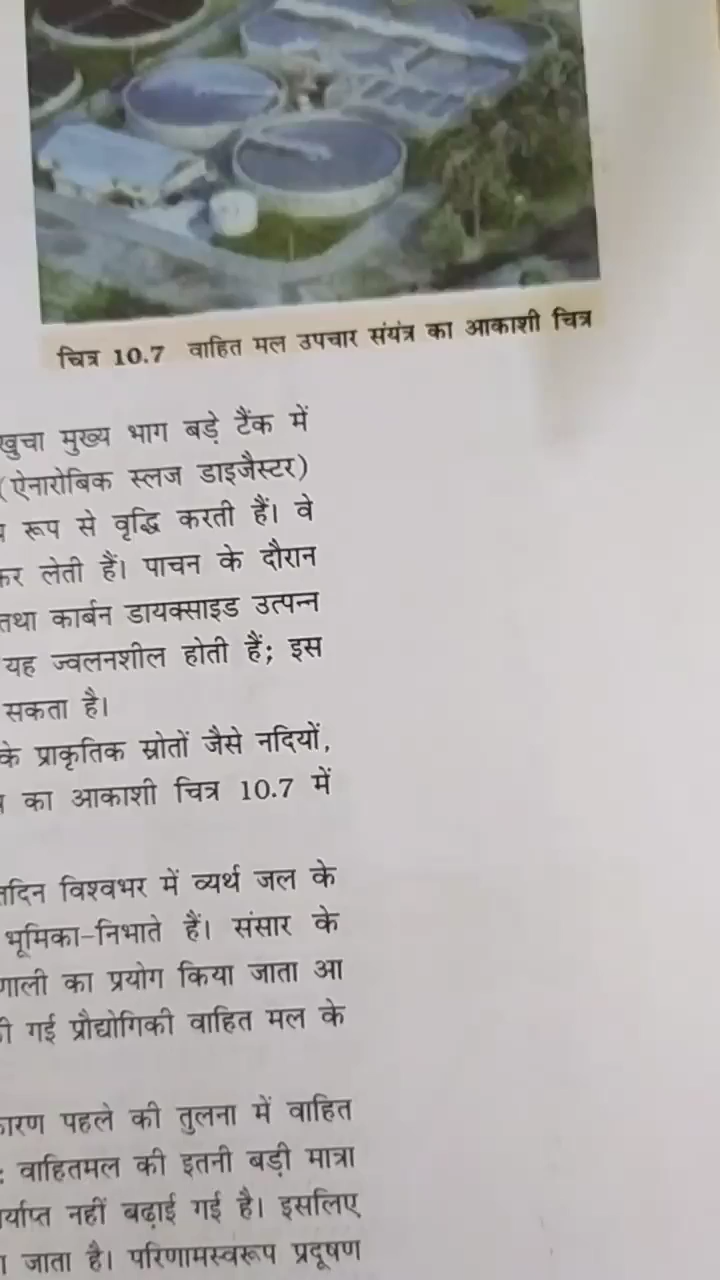 चित्र 10.7 वाहित मल उपचार संयंत्र का आकाशी चित्र
मुख्य भाग बड़े टैंक में
(ऐनारोबिक स्लज डाइजैस्टर)
रूप से वृद्धि करती हैं। वे
लेती हैं। पाचन के दौरान
तथा कार्बन डायक्साइड उत्पन्न
यह ज्वलनशील होती हैं; इस
सकता है।
के प्राकृतिक स्रोतों जैसे नदियों,
का आकाशी चित्र 10.7 में
विश्वभर में व्यर्थ जल के
भूमिका-निभाते हैं। संसार के
का प्रयोग किया जाता आ
गई प्रौद्योगिकी वाहित मल के
पहले की तुलना में वाहित
वाहितमल की इतनी बड़ी मात्रा
नहीं बढ़ाई गई है। इसलिए
जाता है। परिणामस्वरूप प्रदूषण